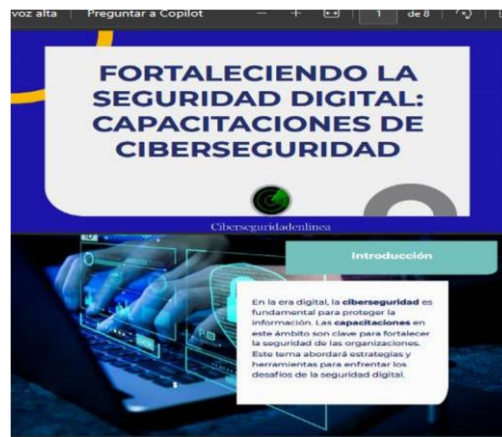 voz alta | Preguntar a Copilot — + 1 de 8
FORTALECIENDO LA
SEGURIDAD DIGITAL:
CAPACITACIONES DE
CIBERSEGURIDAD
Ciberseguridadenlinea
Introducción
En la era digital, la ciberseguridad es
fundamental para proteger la
información. Las capacitaciones en
este ámbito son clave para fortalecer
la seguridad de las organizaciones.
Este tema abordará estrategias y
herramientas para enfrentar los
desafíos de la seguridad digital.